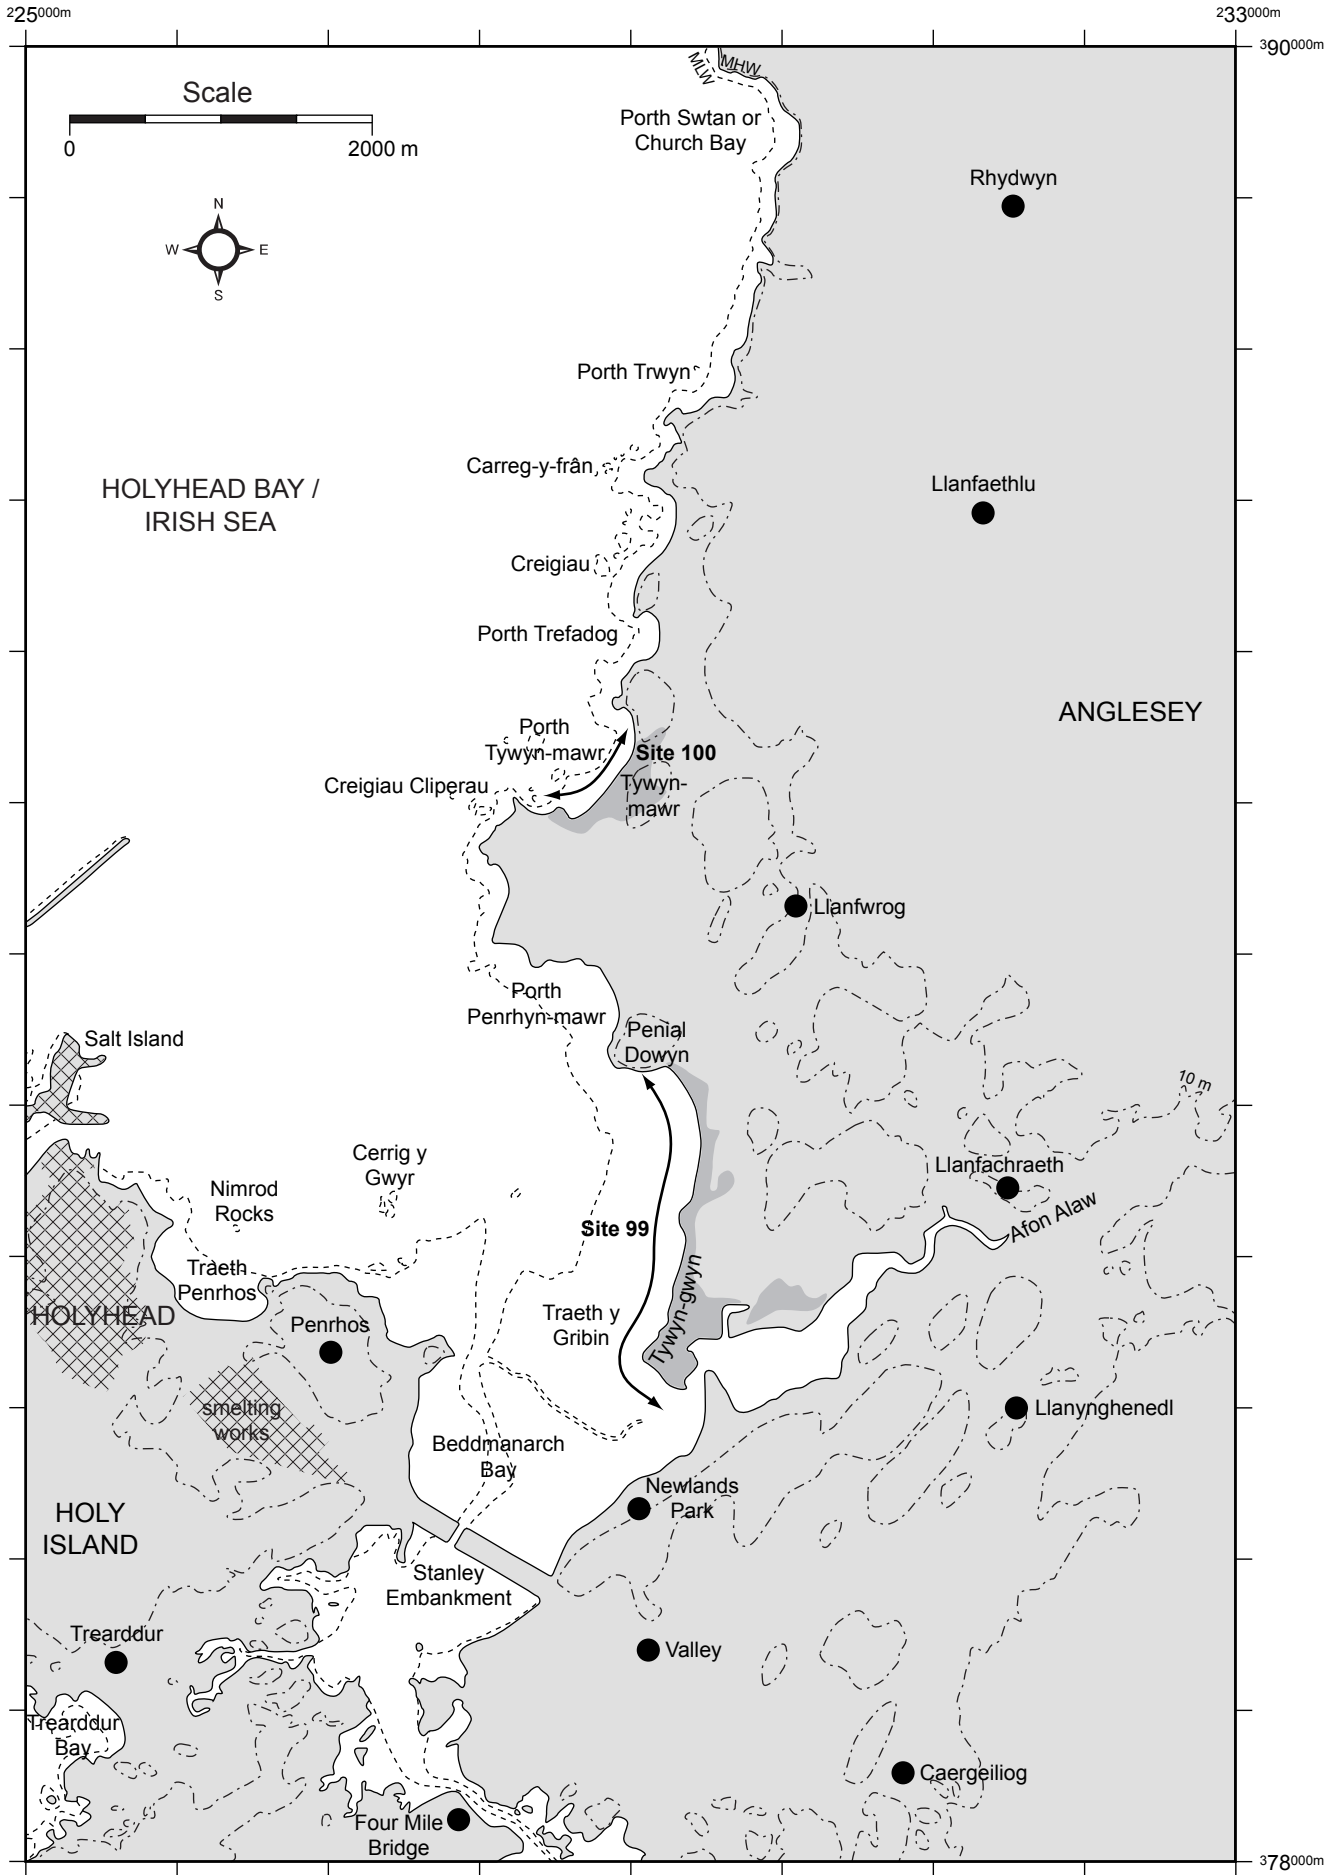 225000m
233000m
390000m
MLW
MHW
Scale
0
2000 m
Porth Swtan or
Church Bay
Rhydwyn
N
W
E
S
Porth Trwyn
Carreg-y-frân
HOLYHEAD BAY /
IRISH SEA
Llanfaethlu
Creigiau
Porth Trefadog
ANGLESEY
Porth
Tywyn-mawr
Site 100
Tywyn-
mawr
Creigiau Cliperau
Llanfwrog
Porth
Penrhyn-mawr
Penial
Dowyn
Salt Island
10 m
Cerrig y
Gwyr
Llanfachraeth
Nimrod
Rocks
Afon Alaw
Site 99
Traeth
Penrhos
Tywyn-gwyn
HOLYHEAD
Penrhos
Traeth y
Gribin
smelting
works
Llanynghenedl
Beddmanarch
Bay
Newlands
Park
HOLY
ISLAND
Stanley
Embankment
Trearddur
Valley
Trearddur
Bay
Caergeiliog
Four Mile
Bridge
378000m